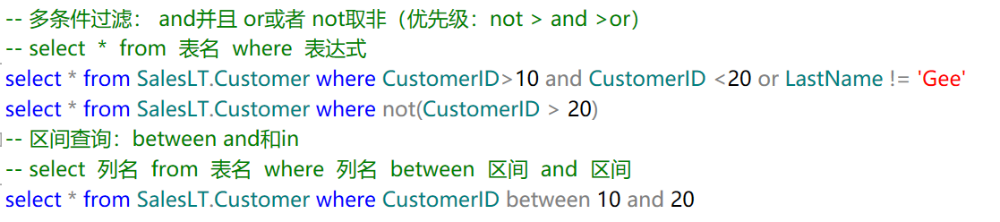 -- 多条件过滤： and并且 or或者 not取非（优先级：not > and >or）
-- select  *  from  表名  where  表达式
select * from SalesLT.Customer where CustomerID>10 and CustomerID <20 or LastName != 'Gee'
select * from SalesLT.Customer where not(CustomerID > 20)
-- 区间查询：between and和in
-- select  列名  from  表名  where  列名  between  区间  and  区间
select * from SalesLT.Customer where CustomerID between 10 and 20